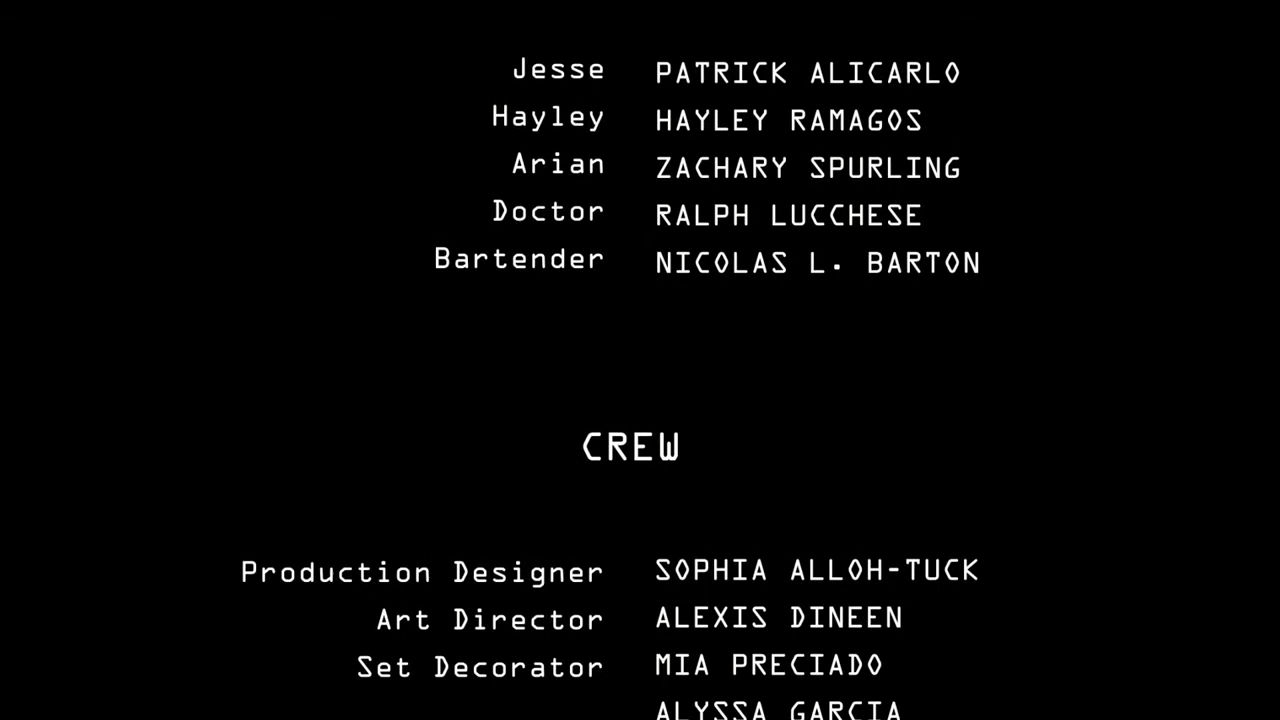 Jesse PATRICK ALICARLO
Hayley HAYLEY RAMAGOS
Arian ZACHARY SPURLING
Doctor RALPH LUCCHESE
Bartender NICOLAS L. BARTON
CREW
Production Designer SOPHIA ALLOH-TUCK
Art Director ALEXIS DINEEN
Set Decorator MIA PRECIADO
ALYSSA GARCIA